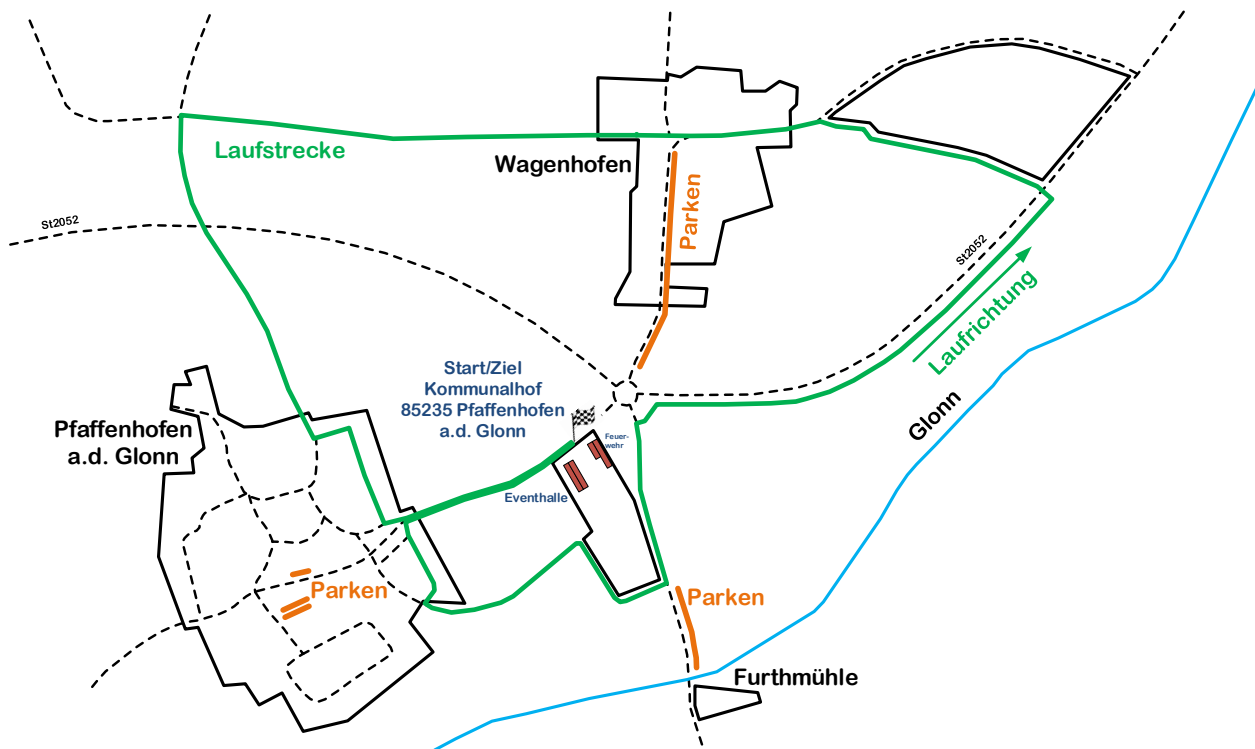 Laufstrecke
Wagenhofen
Parken
St2052
St2052
Laufrichtung
Start/Ziel
Kommunalhof
85235 Pfaffenhofen
a.d. Glonn
Glonn
Pfaffenhofen
a.d. Glonn
Feuer-
wehr
Eventhalle
Parken
Parken
Furthmühle